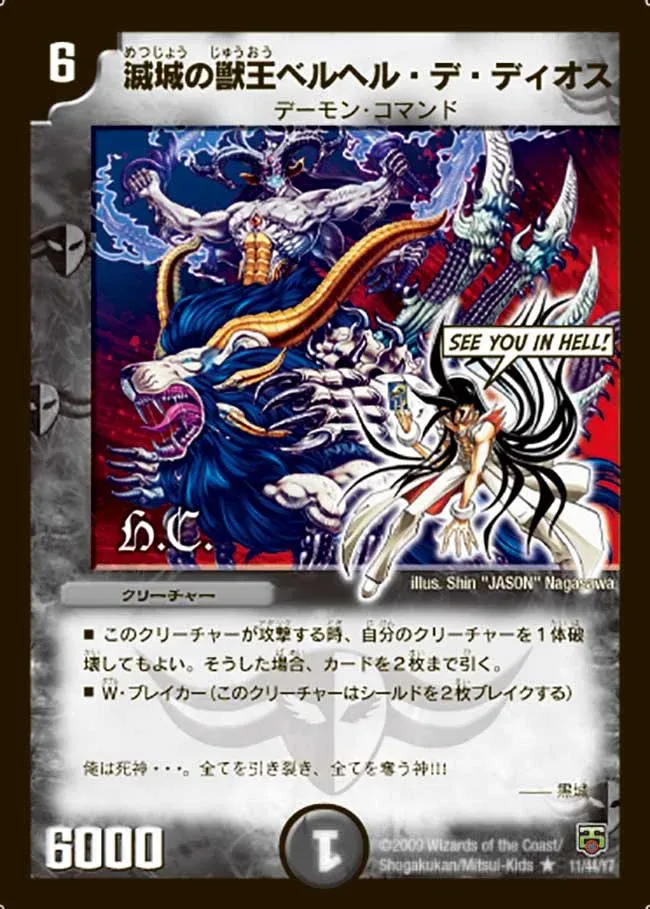 6
めつじょう じゅうおう
滅城の獣王ベルヘル・デ・ディオス
デーモン・コマンド
SEE YOU IN HELL!
H.C.
illus. Shin "JASON" Nagasawa
クリーチャー
■ このクリーチャーが攻撃する時、自分のクリーチャーを１体破
壊してもよい。そうした場合、カードを２枚まで引く。
■ W・ブレイカー(このクリーチャーはシールドを２枚ブレイクする)
俺は死神・・・。全てを引き裂き、全てを奪う神!!!
—— 黒城
6000
1
©2009 Wizards of the Coast/
Shogakukan/Mitsui-Kids ★ 11/44/Y7